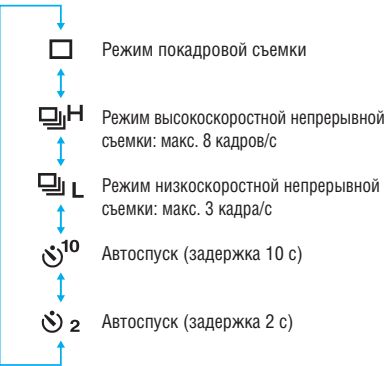 Режим покадровой съемки
H Режим высокоскоростной непрерывной
съемки: макс. 8 кадров/с
L Режим низкоскоростной непрерывной
съемки: макс. 3 кадра/с
10 Автоспуск (задержка 10 с)
2 Автоспуск (задержка 2 с)